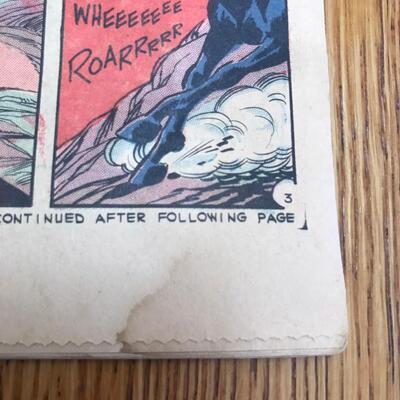 WHEEEEEEE
ROARRRRR
3
CONTINUED AFTER FOLLOWING PAGE